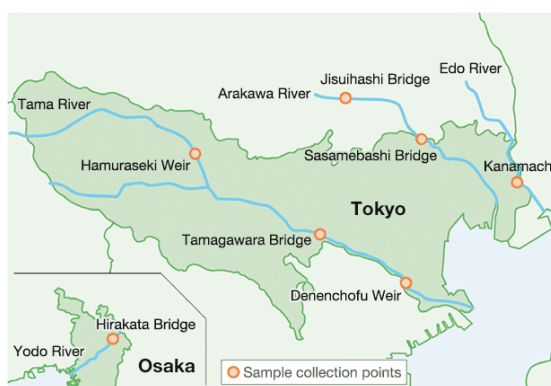 Edo River
Jisuihashi Bridge
Arakawa River
Tama River
Sasamebashi Bridge
Hamuraseki Weir
Kanamach
Tokyo
Tamagawara Bridge
Denenchofu Weir
Hirakata Bridge
Yodo River
Osaka
Sample collection points